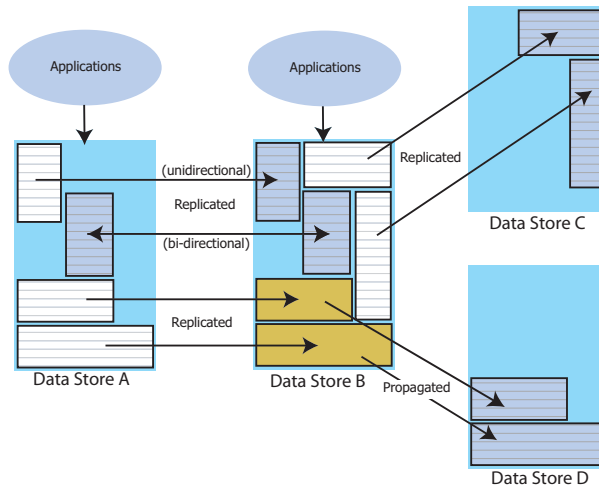 Applications
Applications
(unidirectional)
Replicated
Replicated
(bi-directional)
Data Store C
Replicated
Data Store A
Data Store B
Propagated
Data Store D